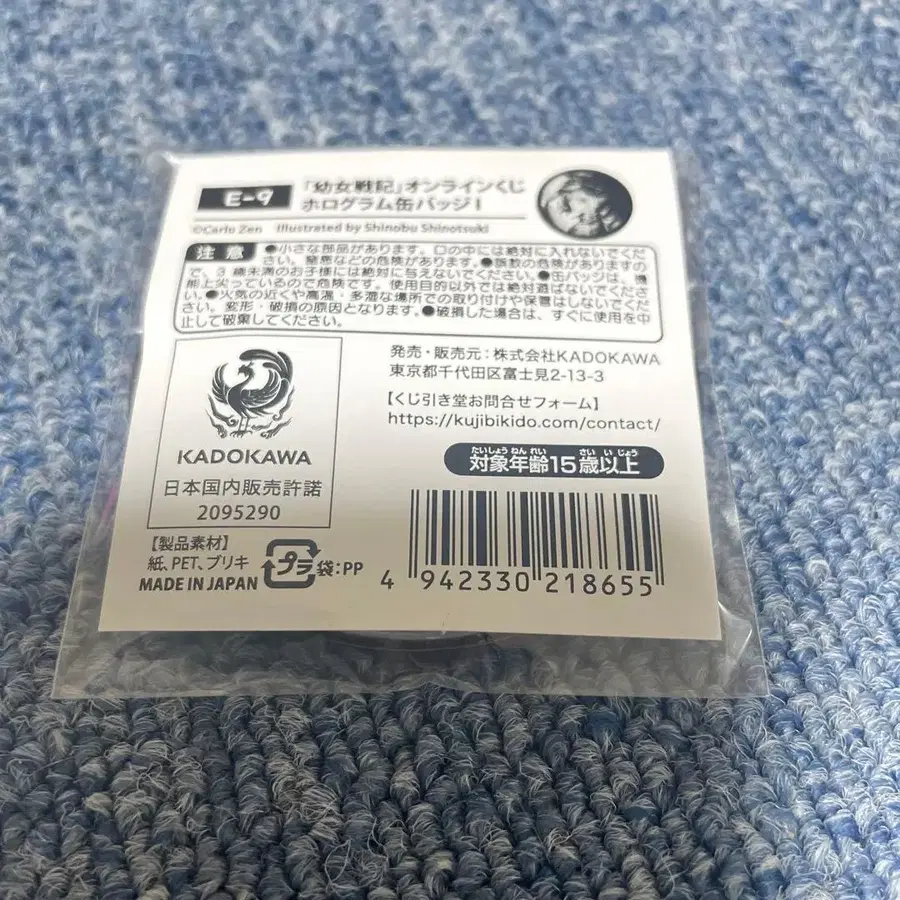 E-9
「幼女戦記」オンラインくじ
ホログラム缶バッジ I
©Carlo Zen Illustrated by Shinobu Shinotsuki
注意 ●小さな部品があります。口の中には絶対に入れないでくだ
さい。窒息などの危険があります。●誤飲の危険がありますの
で、3歳未満のお子様には絶対に与えないでください。●缶バッジは、機
能上尖っているので危険です。使用目的以外では絶対遊ばないでくださ
い。●火気の近くや高温・多湿な場所での取り付けや保管はしないでくだ
さい。変形・破損の原因となります。●破損した場合は、すぐに使用を中
止して破棄してください。
KADOKAWA
日本国内販売許諾
2095290
発売・販売元:株式会社KADOKAWA
東京都千代田区富士見2-13-3
【くじ引き堂お問合せフォーム】
https://kujibikido.com/contact/
たいしょうねんれい さいいじょう
対象年齢15歳以上
【製品素材】
紙、PET、ブリキ
MADE IN JAPAN
プラ 袋:PP
4 942330 218655